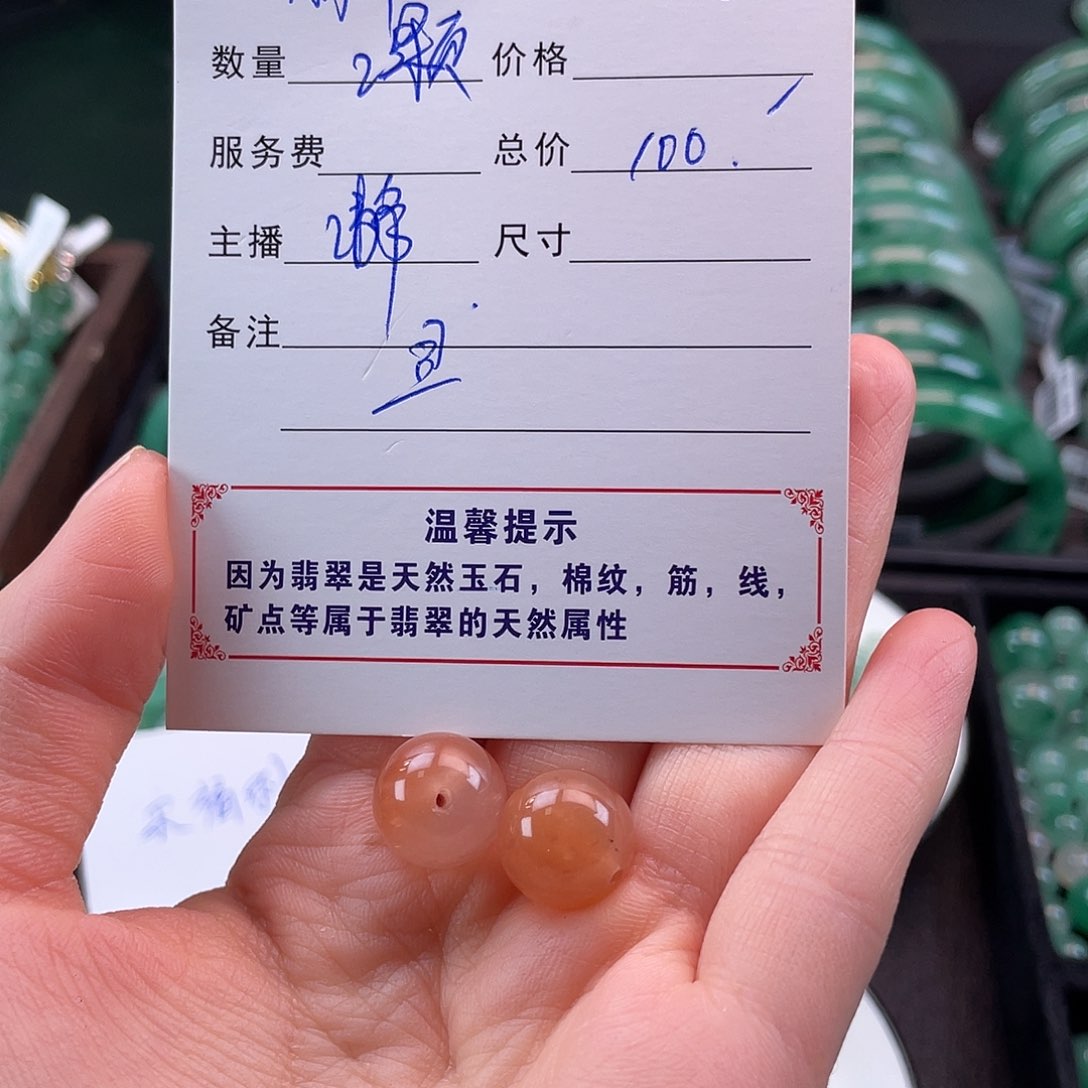 数量 2颗 价格
服务费 总价 100.
主播
尺寸
备注
温馨提示
因为翡翠是天然玉石，棉纹，筋，线，
矿点等属于翡翠的天然属性